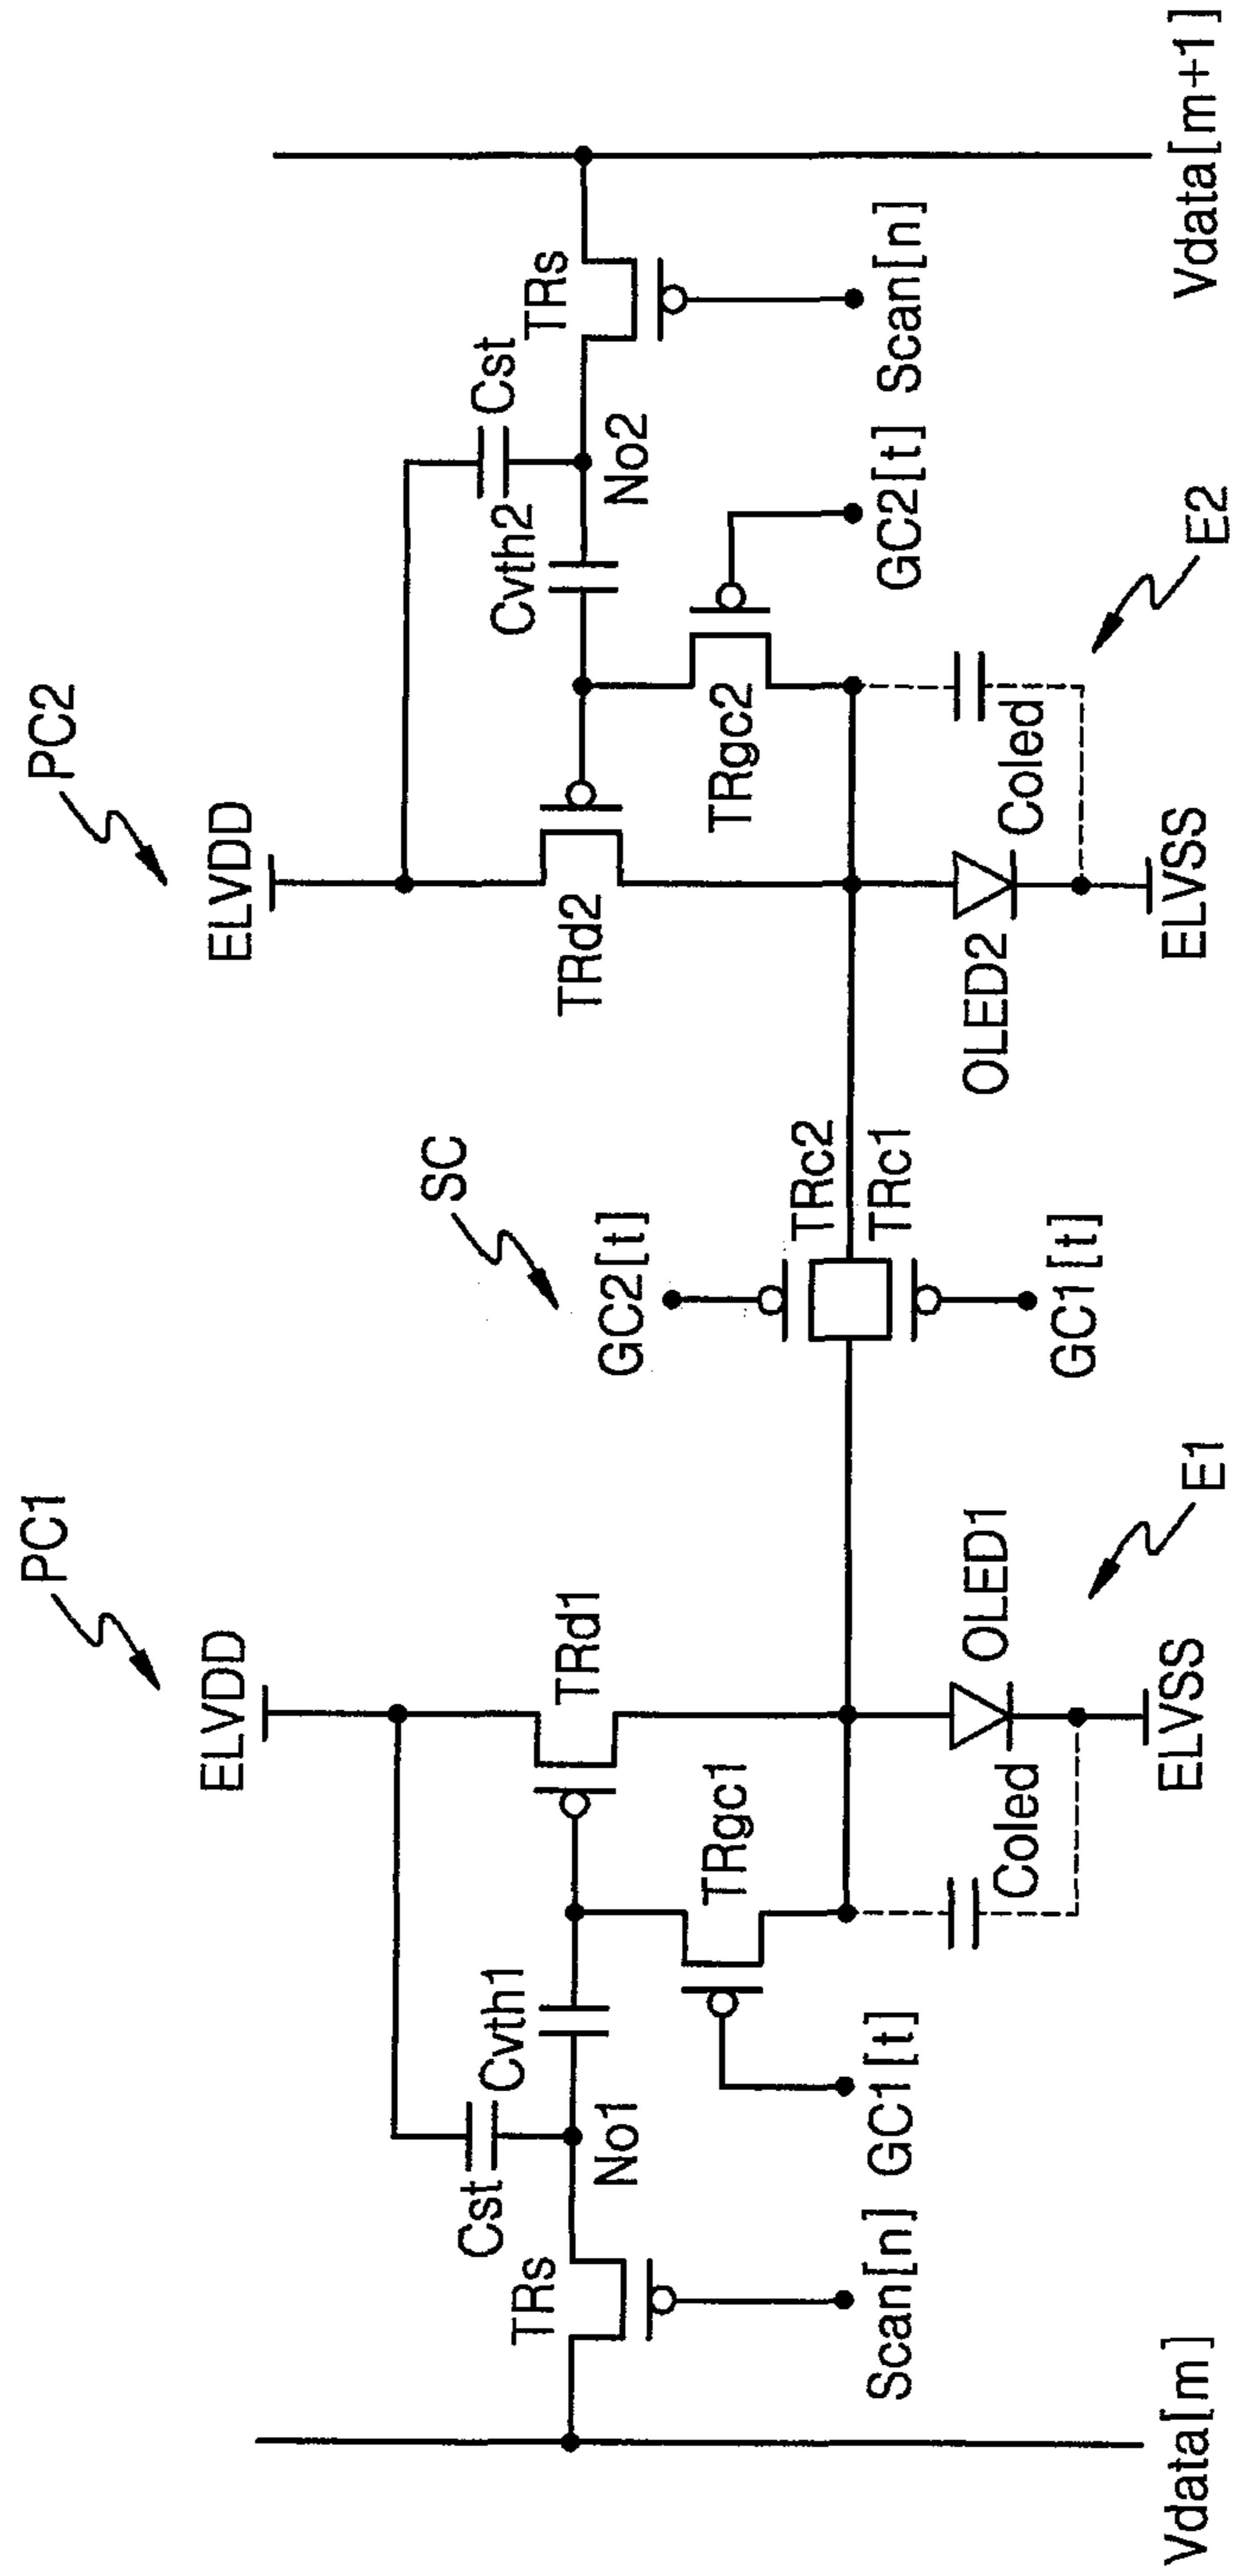 PC1
PC2
ELVDD
ELVDD
SC
Cst
Cvth1
TRd1
GC2[t]
TRd2
Cvth2
Cst
TRs
No1
TRgc1
TRc2
TRc1
TRgc2
No2
TRs
Scan[n]
GC1[t]
Coled
OLED1
GC1[t]
OLED2
Coled
GC2[t]
Scan[n]
Vdata[m]
ELVSS
E1
ELVSS
E2
Vdata[m+1]